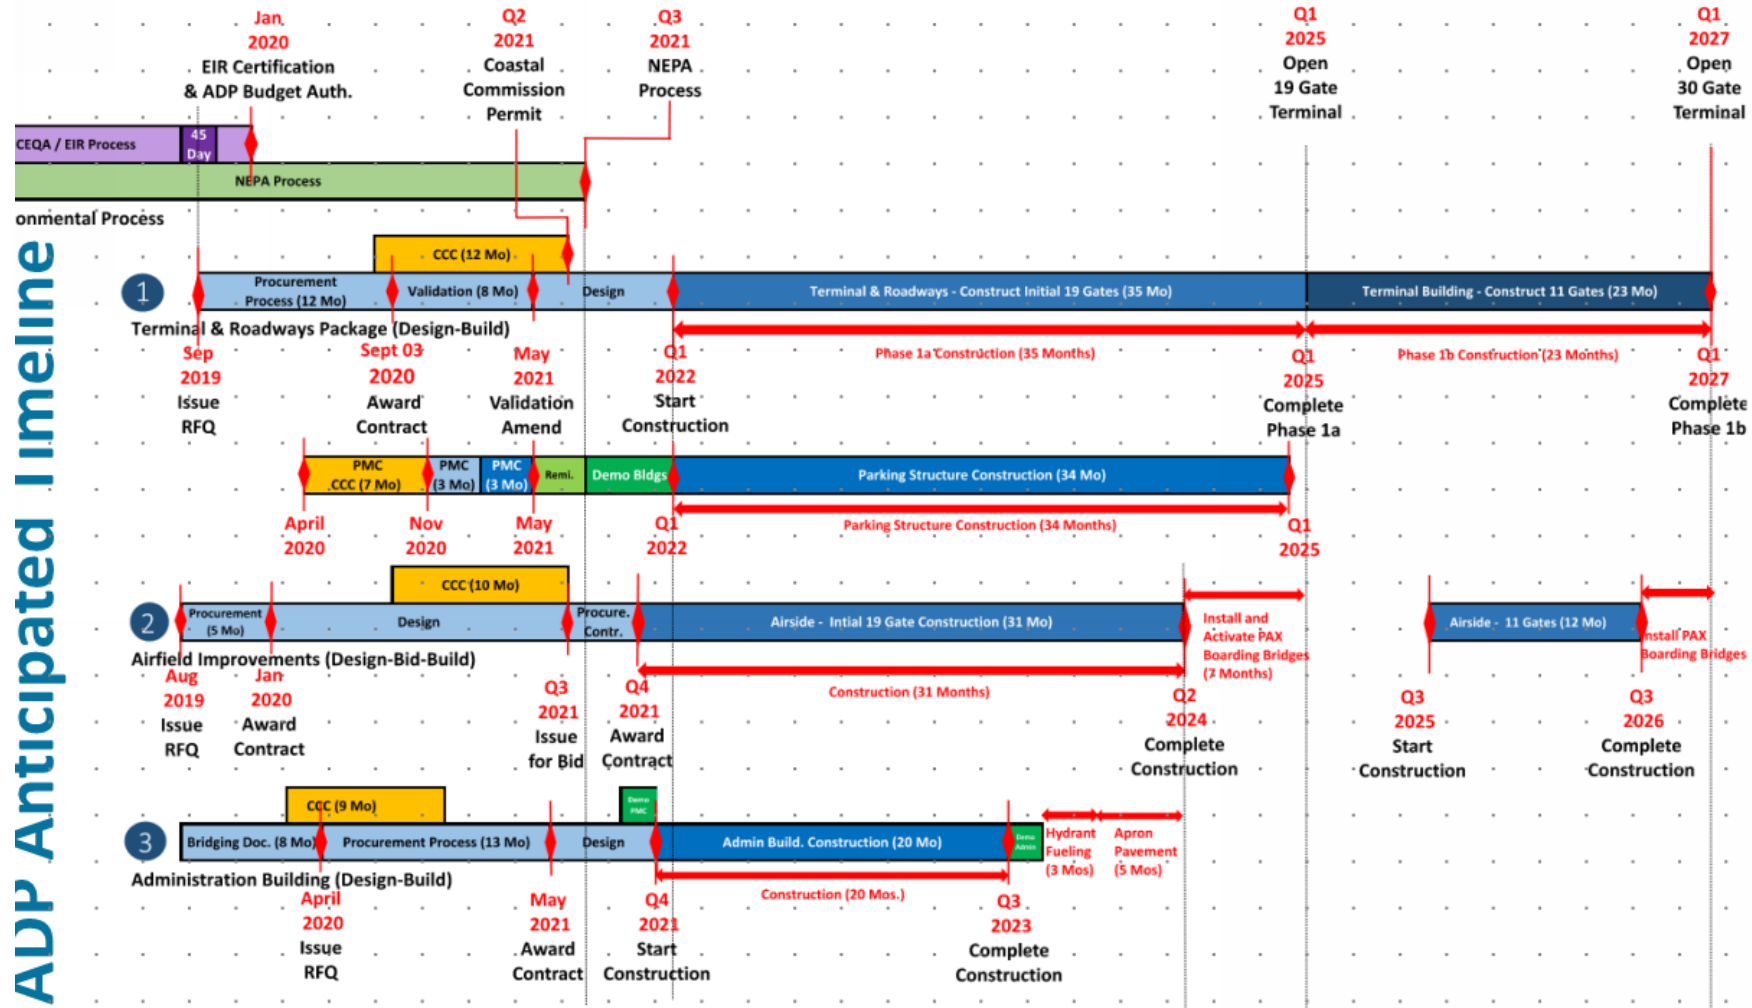 ADP Anticipated Timeline
Jan
2020
EIR Certification
& ADP Budget Auth.
Q2
2021
Coastal
Commission
Permit
Q3
2021
NEPA
Process
Q1
2025
Open
19 Gate
Terminal
Q1
2027
Open
30 Gate
Terminal
CEQA / EIR Process
45
Day
NEPA Process
onmental Process
CCC (12 Mo)
1
Procurement
Process (12 Mo)
Validation (8 Mo)
Design
Terminal & Roadways - Construct Initial 19 Gates (35 Mo)
Terminal Building - Construct 11 Gates (23 Mo)
Terminal & Roadways Package (Design-Build)
Phase 1a Construction (35 Months)
Phase 1b Construction (23 Months)
Sep
2019
Issue
RFQ
Sept 03
2020
Award
Contract
May
2021
Validation
Amend
Q1
2022
Start
Construction
Q1
2025
Complete
Phase 1a
Q1
2027
Complete
Phase 1b
PMC
CCC (7 Mo)
PMC
(3 Mo)
PMC
(3 Mo)
Remi.
Demo Bldgs
Parking Structure Construction (34 Mo)
Parking Structure Construction (34 Months)
April
2020
Nov
2020
May
2021
Q1
2022
Q1
2025
CCC (10 Mo)
2
Procurement
(5 Mo)
Design
Procure.
Contr.
Airside - Intial 19 Gate Construction (31 Mo)
Install and
Activate PAX
Boarding Bridges
(7 Months)
Airside - 11 Gates (12 Mo)
Install PAX
Boarding Bridges
Airfield Improvements (Design-Bid-Build)
Construction (31 Months)
Aug
2019
Issue
RFQ
Jan
2020
Award
Contract
Q3
2021
Issue
for Bid
Q4
2021
Award
Contract
Q2
2024
Complete
Construction
Q3
2025
Start
Construction
Q3
2026
Complete
Construction
CCC (9 Mo)
Demo
PMC
3
Bridging Doc. (8 Mo)
Procurement Process (13 Mo)
Design
Admin Build. Construction (20 Mo)
Demo
Admin
Hydrant
Fueling
(3 Mos)
Apron
Pavement
(5 Mos)
Administration Building (Design-Build)
Construction (20 Mos.)
April
2020
Issue
RFQ
May
2021
Award
Contract
Q4
2021
Start
Construction
Q3
2023
Complete
Construction